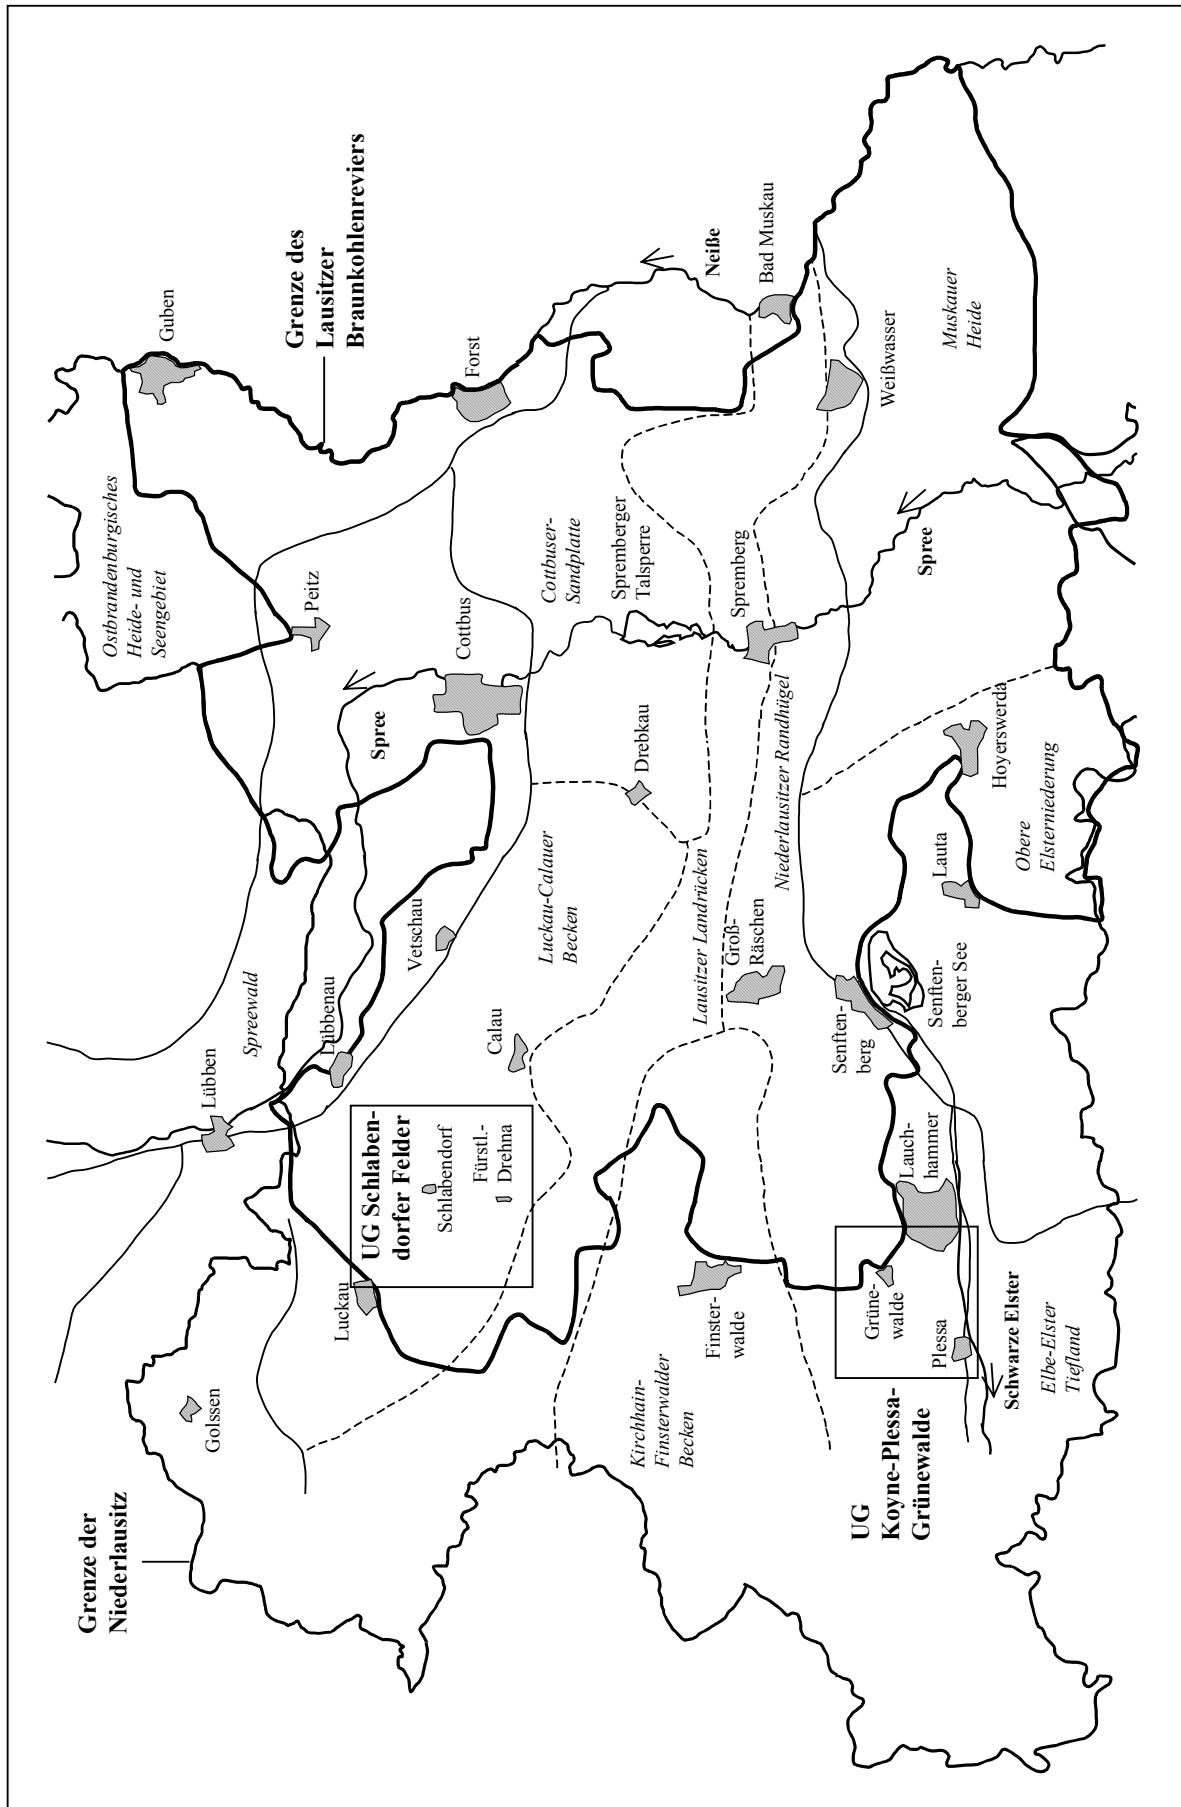 Grenze der
Niederlausitz
Golssen
Lübben
Spreewald
Ostbrandenburgisches
Heide- und
Seengebiet
Guben
Grenze des
Lausitzer
Braunkohlenreviers
Peitz
Spree
Luckau
UG Schlaben-
dorfer Felder
Schlabendorf
Fürstl.-
Drehna
Lübbenau
Vetschau
Cottbus
Forst
Calau
Luckau-Calauer
Becken
Drebkau
Cottbuser-
Sandplatte
Spremberger
Talsperre
Neiße
Bad Muskau
Kirchhain-
Finsterwalder
Becken
Finster-
walde
Lausitzer Landrücken
Groß-
Räschen
Niederlausitzer Randhügel
Spremberg
Weißwasser
UG
Koyne-Plessa-
Grünewalde
Grüne-
walde
Plessa
Lauch-
hammer
Senften-
berg
Senften-
berger See
Lauta
Hoyerswerda
Spree
Muskauer
Heide
Schwarze Elster
Elbe-Elster
Tiefland
Obere
Elsterniederung